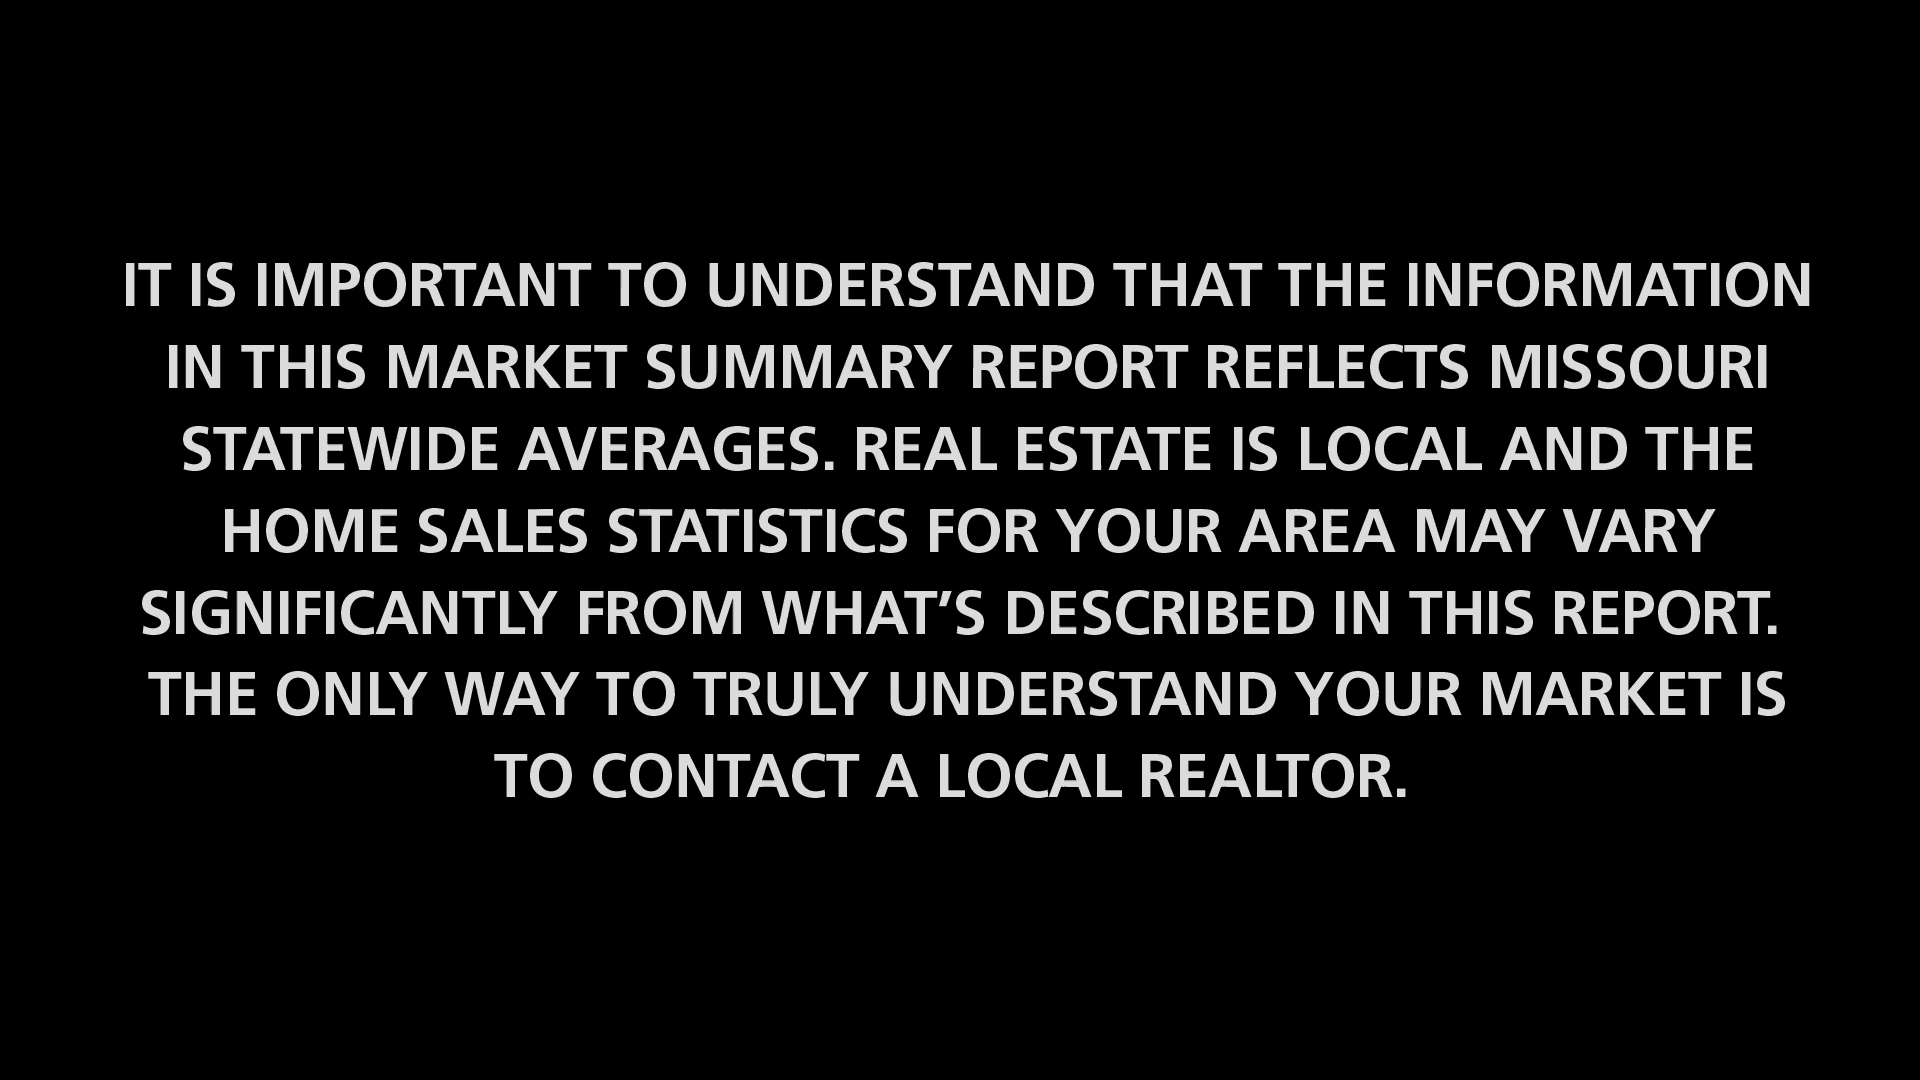 IT IS IMPORTANT TO UNDERSTAND THAT THE INFORMATION
IN THIS MARKET SUMMARY REPORT REFLECTS MISSOURI
STATEWIDE AVERAGES. REAL ESTATE IS LOCAL AND THE
HOME SALES STATISTICS FOR YOUR AREA MAY VARY
SIGNIFICANTLY FROM WHAT’S DESCRIBED IN THIS REPORT.
THE ONLY WAY TO TRULY UNDERSTAND YOUR MARKET IS
TO CONTACT A LOCAL REALTOR.